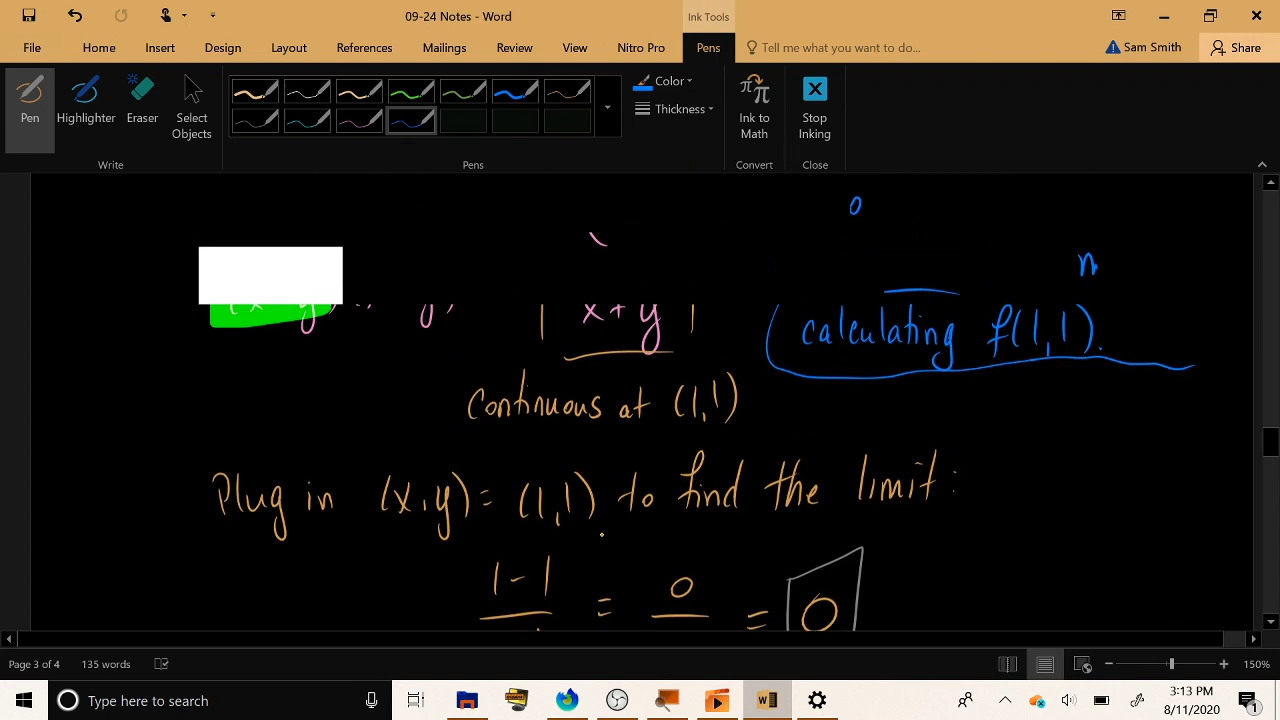 09-24 Notes - Word
Ink Tools
File Home Insert Design Layout References Mailings Review View Nitro Pro Pens Tell me what you want to do... Sam Smith Share
Pen Highlighter Eraser Select Objects
Color
Thickness
Ink to Math
Stop Inking
Write Pens Convert Close
0
n
x+y
calculating f(1,1).
continuous at (1,1)
Plug in (x,y)= (1,1) to find the limit:
1-1 = 0 = 0
Page 3 of 4 135 words 150%
Type here to search
3:13 PM
8/11/2020
1